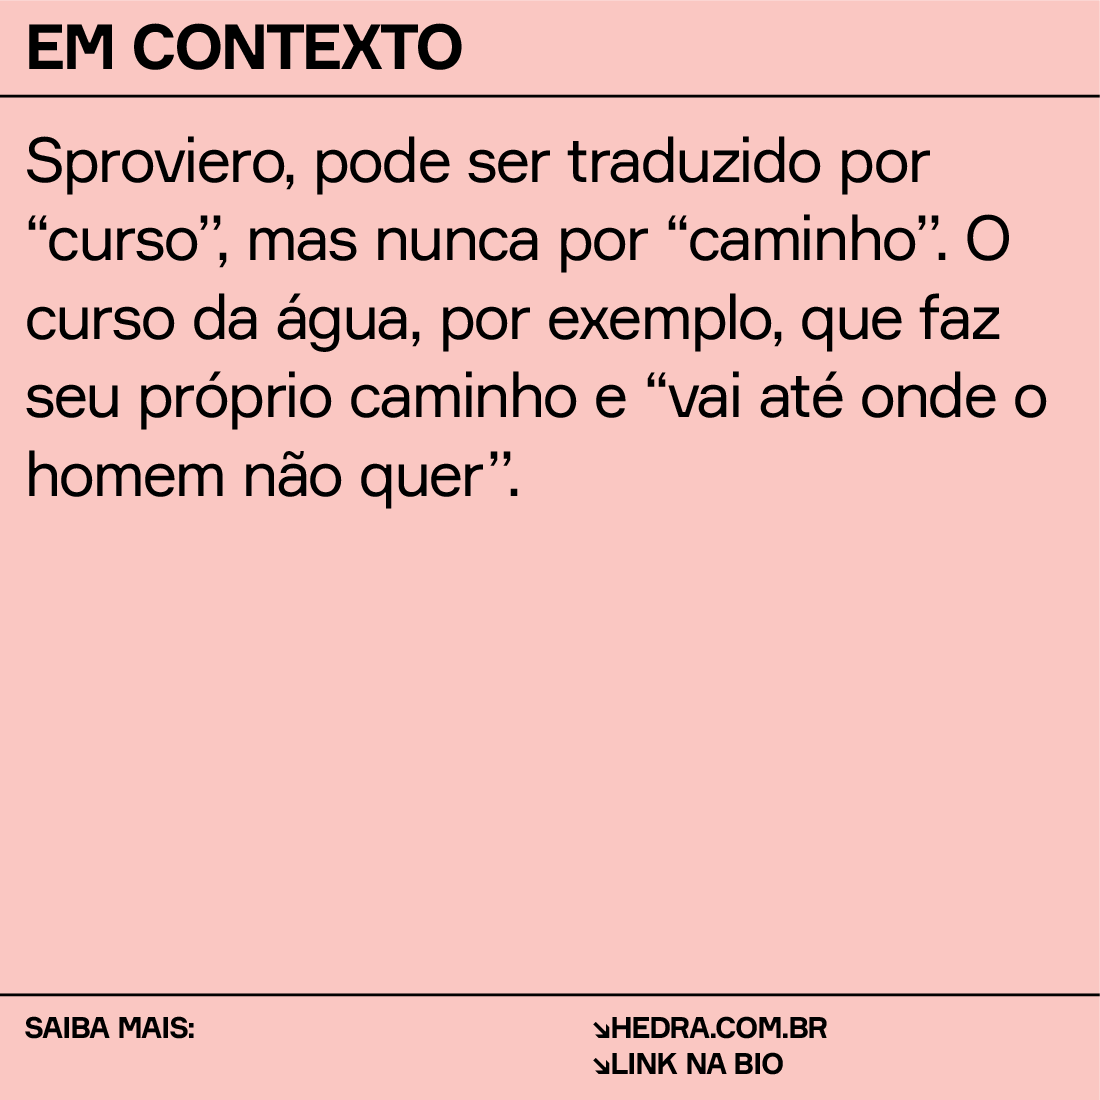 EM CONTEXTO
Sproviero, pode ser traduzido por
“curso”, mas nunca por “caminho”. O
curso da água, por exemplo, que faz
seu próprio caminho e “vai até onde o
homem não quer”.
SAIBA MAIS:
↘HEDRA.COM.BR
↘LINK NA BIO